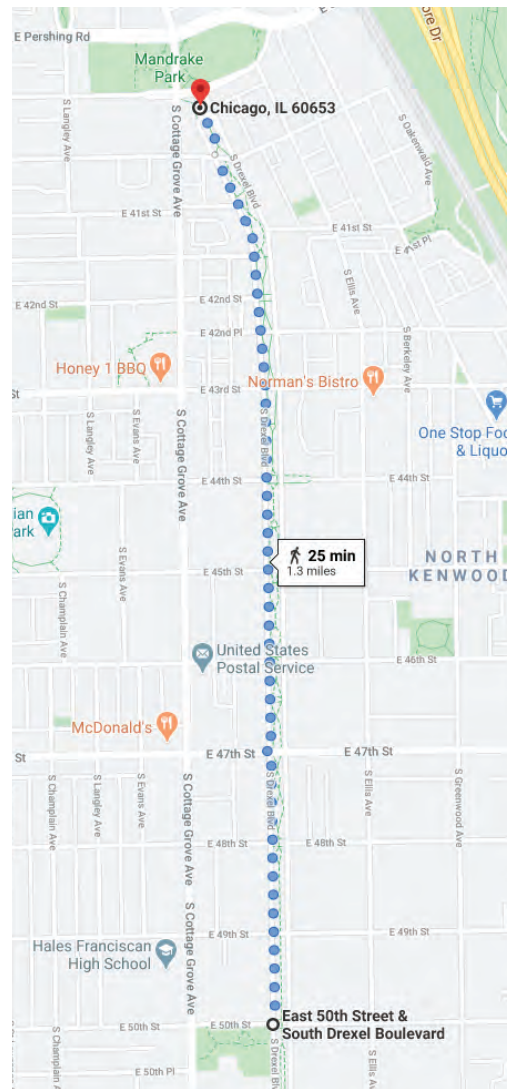 ore Dr
E Pershing Rd
Mandrake
Park
Chicago, IL 60653
S Langley Ave
S Cottage Grove Ave
S Drexel Blvd
S Oakenwald Ave
E 41st St
E 41st St
E 41st Pl
S Ellis Ave
E 42nd St
E 42nd St
E 42nd Pl
S Berkeley Ave
Honey 1 BBQ
Norman's Bistro
St
E 43rd St
One Stop Foo
& Liquo
S Langley Ave
S Evans Ave
S Cottage Grove Ave
S Drexel Blvd
E 44th St
E 44th St
ian
ark
25 min
1.3 miles
NORTH
KENWOOD
S Evans Ave
E 45th St
S Champlain Ave
United States
Postal Service
E 46th St
McDonald's
St
E 47th St
E 47th St
S Champlain Ave
S Langley Ave
S Evans Ave
S Cottage Grove Ave
S Drexel Blvd
S Ellis Ave
S Greenwood Ave
E 48th St
E 48th St
S Cottage Grove Ave
Hales Franciscan
High School
E 49th St
E 49th St
East 50th Street &
South Drexel Boulevard
E 50th St
E 50th St
E 50th Pl
S Champlain Ave
S Drexel Blv
S Ellis Ave